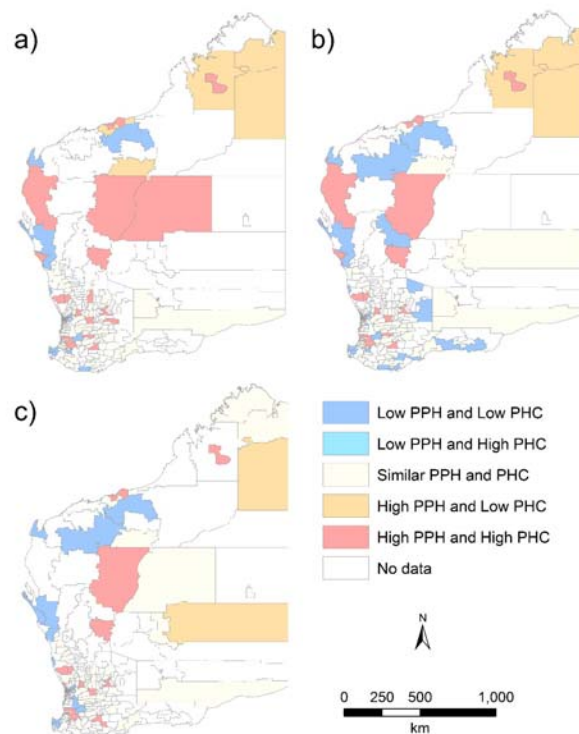 a)
b)
c)
Low PPH and Low PHC
Low PPH and High PHC
Similar PPH and PHC
High PPH and Low PHC
High PPH and High PHC
No data
N
0 250 500 1,000
km